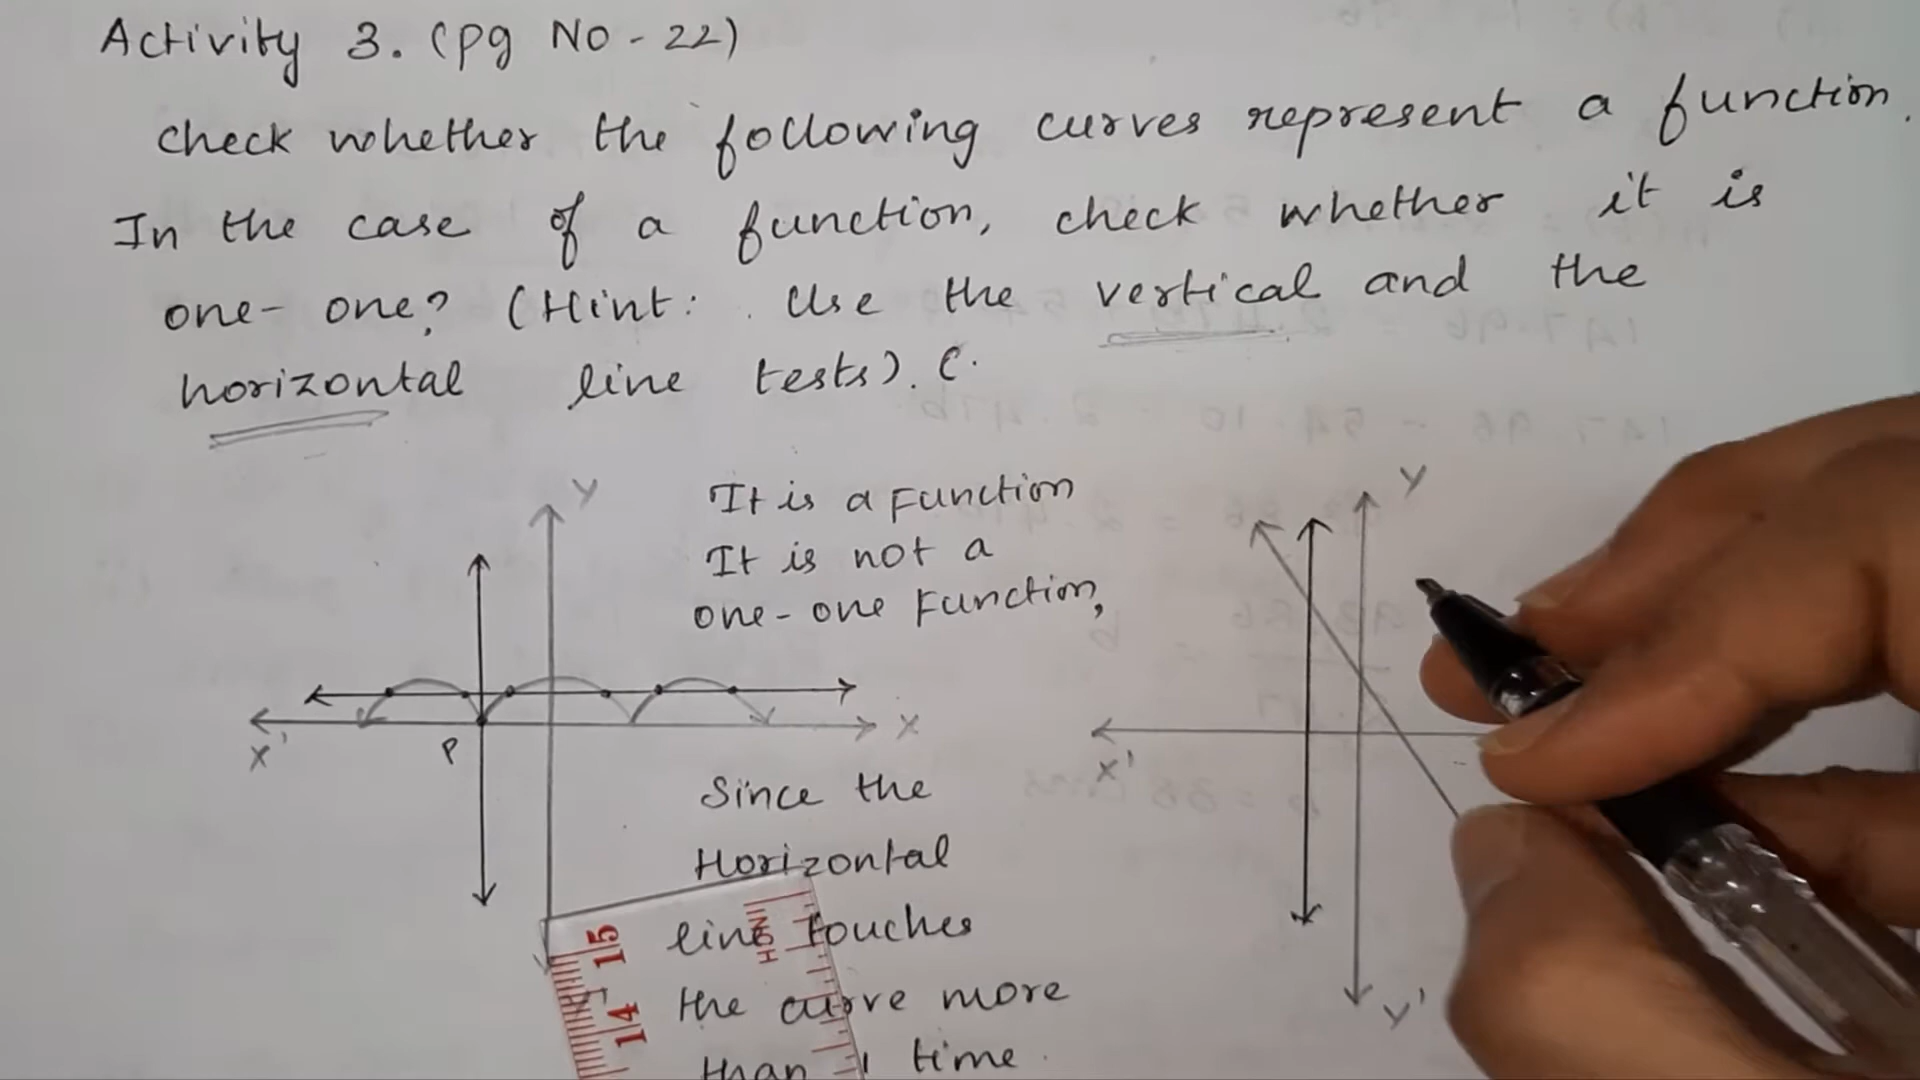 Activity 3. (pg No - 22)
check whether the following curves represent a function.
In the case of a function, check whether it is
one-one? (Hint: Use the vertical and the
horizontal line tests). (.
Y
It is a Function
It is not a
one-one Function,
X'
X
P
Since the
Horizontal
line touches
the curve more
than 1 time.
15
14
Y
X'
Y'